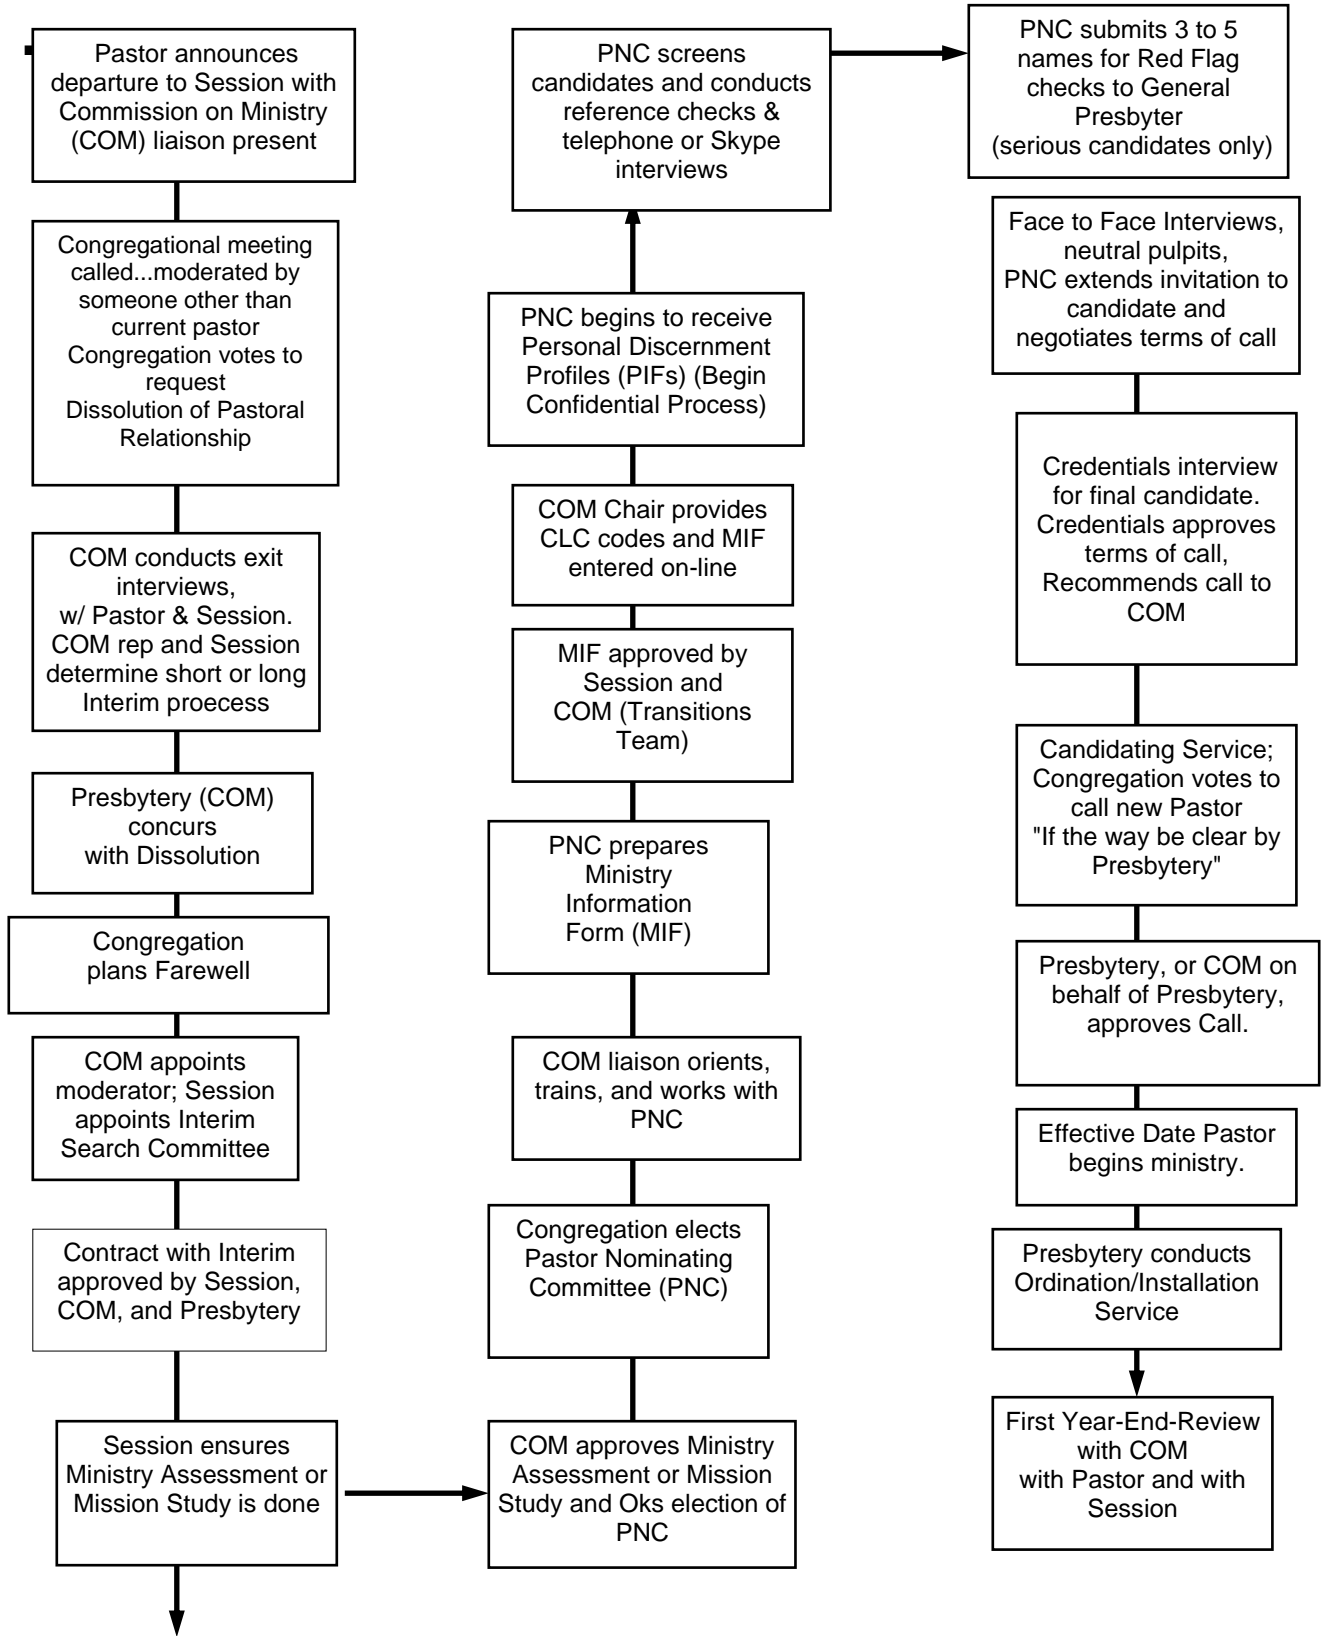 Pastor announces
departure to Session with
Commission on Ministry
(COM) liaison present
Congregational meeting
called...moderated by
someone other than
current pastor
Congregation votes to
request
Dissolution of Pastoral
Relationship
COM conducts exit
interviews,
w/ Pastor & Session.
COM rep and Session
determine short or long
Interim proecess
Presbytery (COM)
concurs
with Dissolution
Congregation
plans Farewell
COM appoints
moderator; Session
appoints Interim
Search Committee
Contract with Interim
approved by Session,
COM, and Presbytery
Session ensures
Ministry Assessment or
Mission Study is done
COM approves Ministry
Assessment or Mission
Study and Oks election of
PNC
Congregation elects
Pastor Nominating
Committee (PNC)
COM liaison orients,
trains, and works with
PNC
PNC prepares
Ministry
Information
Form (MIF)
MIF approved by
Session and
COM (Transitions
Team)
COM Chair provides
CLC codes and MIF
entered on-line
PNC begins to receive
Personal Discernment
Profiles (PIFs) (Begin
Confidential Process)
PNC screens
candidates and conducts
reference checks &
telephone or Skype
interviews
PNC submits 3 to 5
names for Red Flag
checks to General
Presbyter
(serious candidates only)
Face to Face Interviews,
neutral pulpits,
PNC extends invitation to
candidate and
negotiates terms of call
Credentials interview
for final candidate.
Credentials approves
terms of call,
Recommends call to
COM
Candidating Service;
Congregation votes to
call new Pastor
"If the way be clear by
Presbytery"
Presbytery, or COM on
behalf of Presbytery,
approves Call.
Effective Date Pastor
begins ministry.
Presbytery conducts
Ordination/Installation
Service
First Year-End-Review
with COM
with Pastor and with
Session